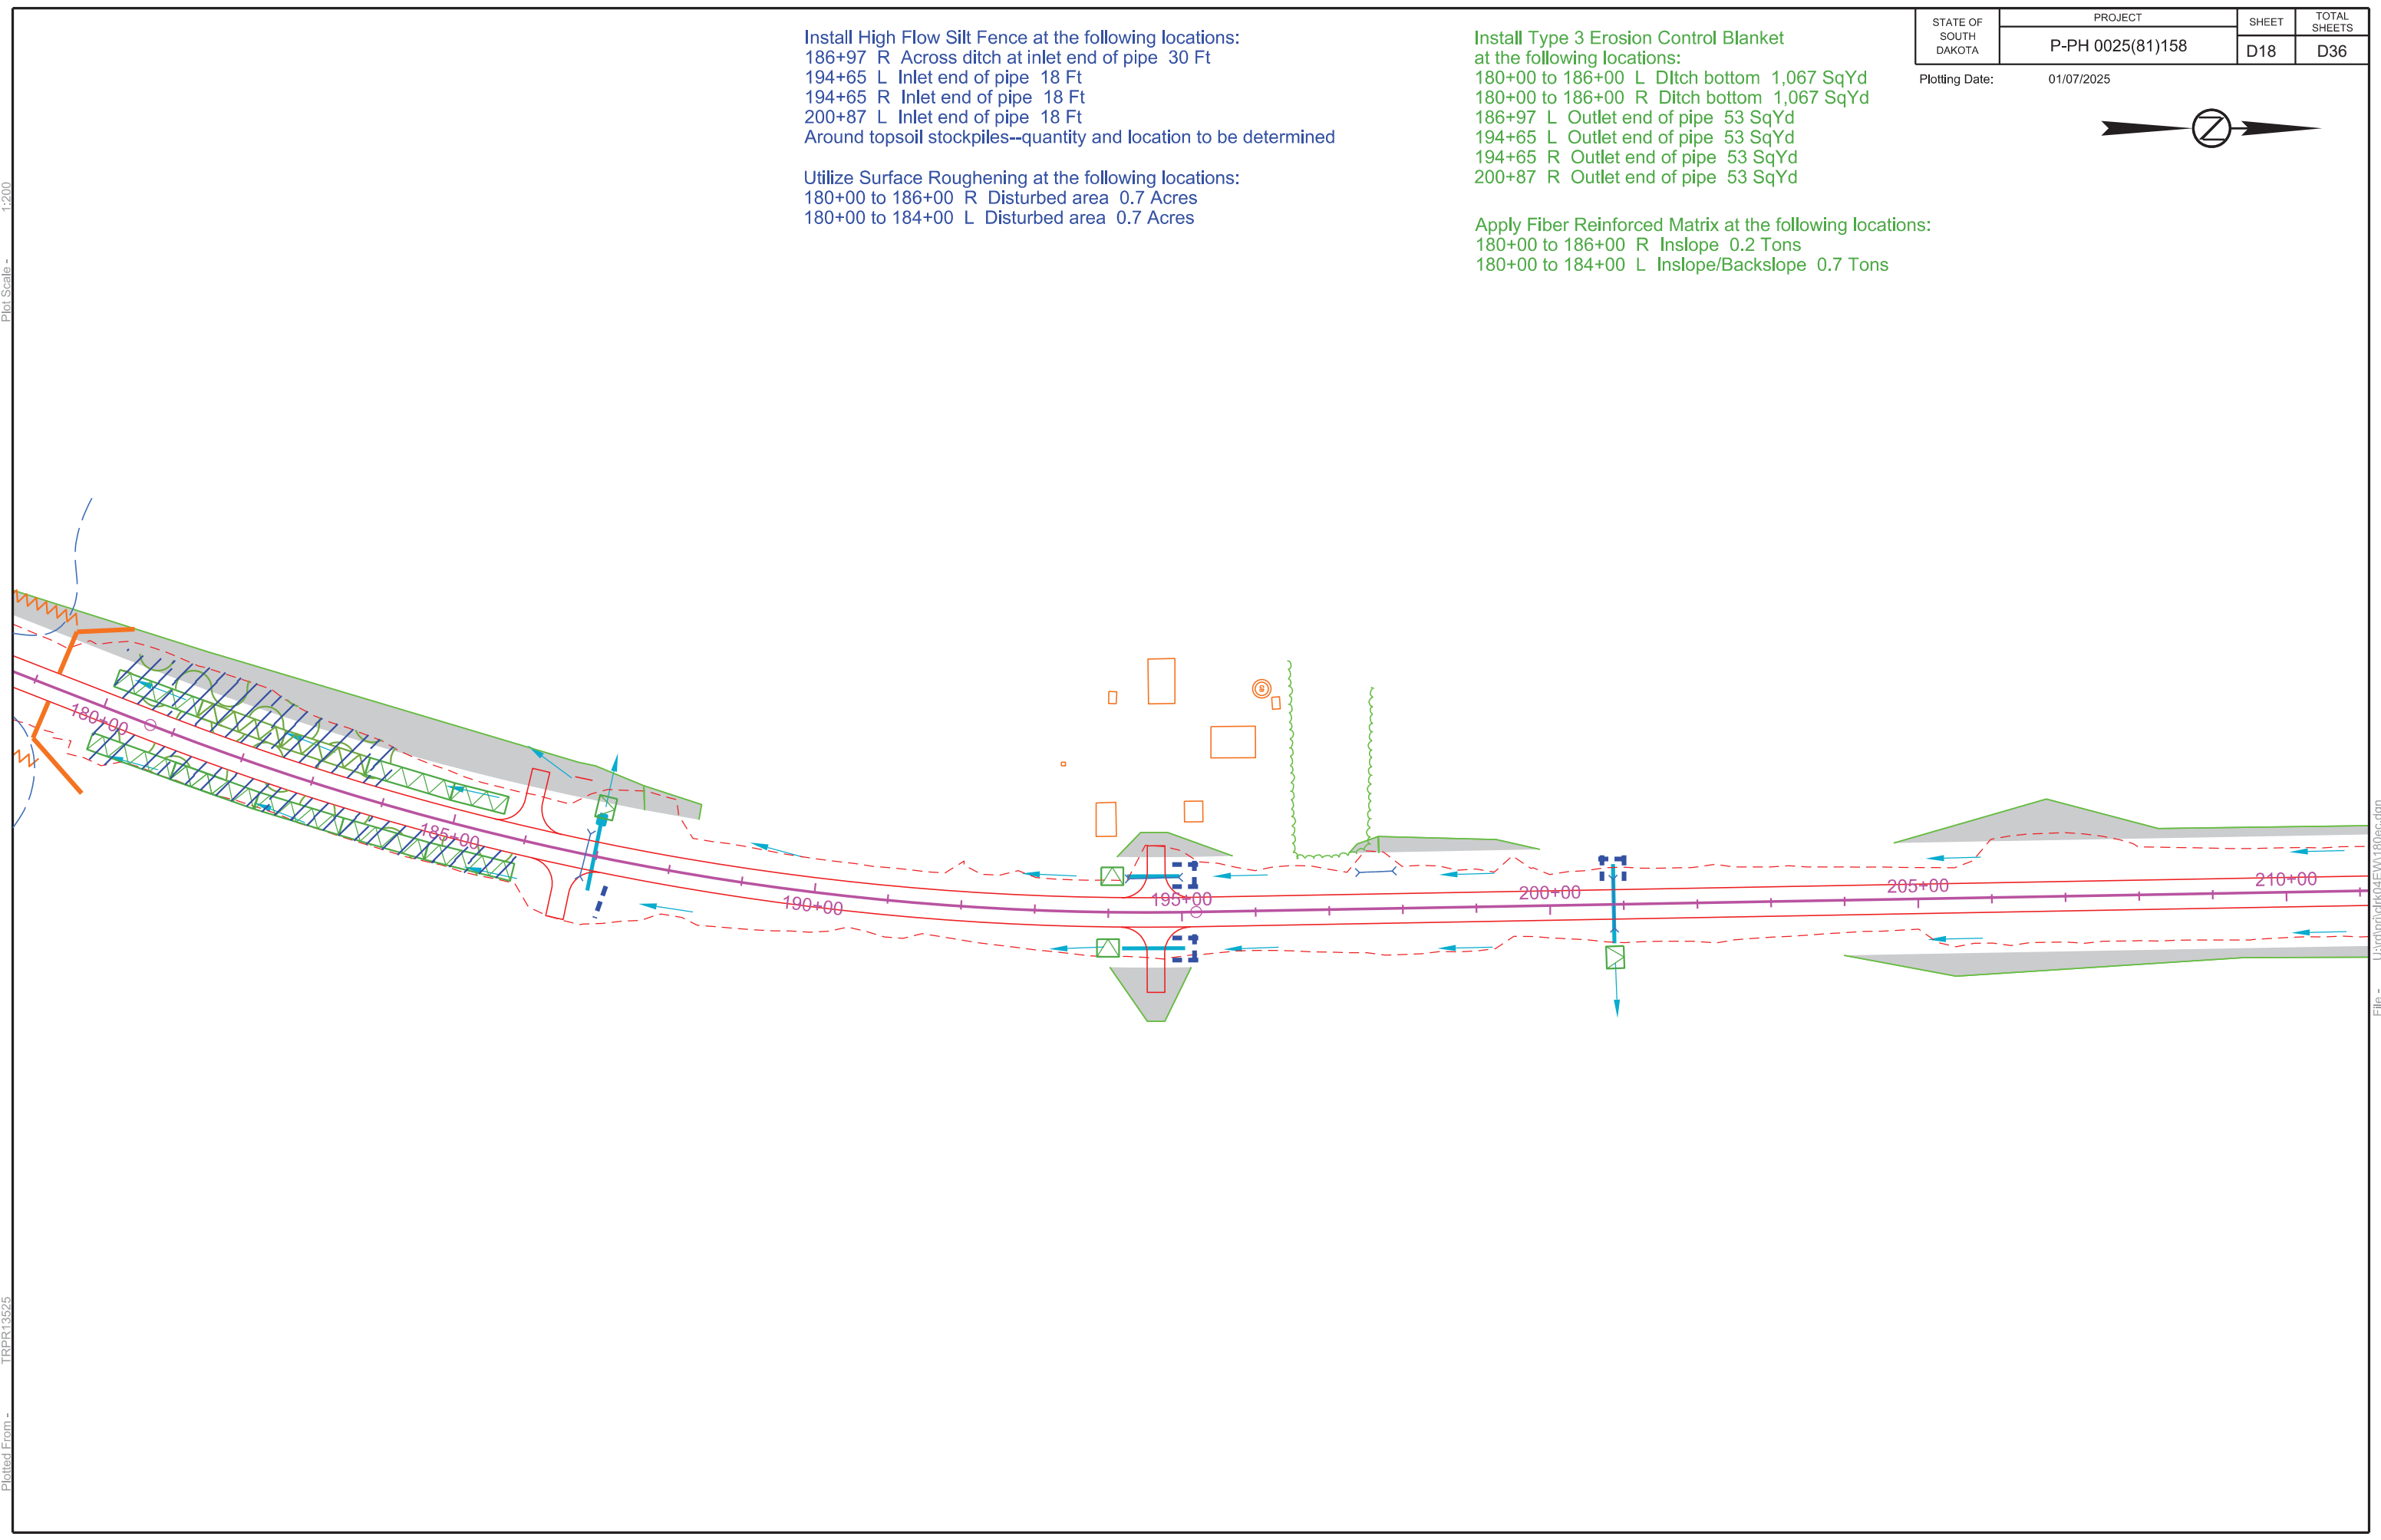 Install High Flow Silt Fence at the following locations:
186+97 R Across ditch at inlet end of pipe 30 Ft
194+65 L Inlet end of pipe 18 Ft
194+65 R Inlet end of pipe 18 Ft
200+87 L Inlet end of pipe 18 Ft
Around topsoil stockpiles--quantity and location to be determined
Utilize Surface Roughening at the following locations:
180+00 to 186+00 R Disturbed area 0.7 Acres
180+00 to 184+00 L Disturbed area 0.7 Acres
Install Type 3 Erosion Control Blanket
at the following locations:
180+00 to 186+00 L DItch bottom 1,067 SqYd
180+00 to 186+00 R Ditch bottom 1,067 SqYd
186+97 L Outlet end of pipe 53 SqYd
194+65 L Outlet end of pipe 53 SqYd
194+65 R Outlet end of pipe 53 SqYd
200+87 R Outlet end of pipe 53 SqYd
Apply Fiber Reinforced Matrix at the following locations:
180+00 to 186+00 R Inslope 0.2 Tons
180+00 to 184+00 L Inslope/Backslope 0.7 Tons
STATE OF
SOUTH
DAKOTA
PROJECT
P-PH 0025(81)158
SHEET
D18
TOTAL
SHEETS
D36
Plotting Date: 01/07/2025
Z
180+00
185+00
190+00
195+00
200+00
205+00
210+00
Plot Scale - 1:200
Plotted From - TRPR13525
File - U:\rd\prj\clrk04EW\180ec.dgn